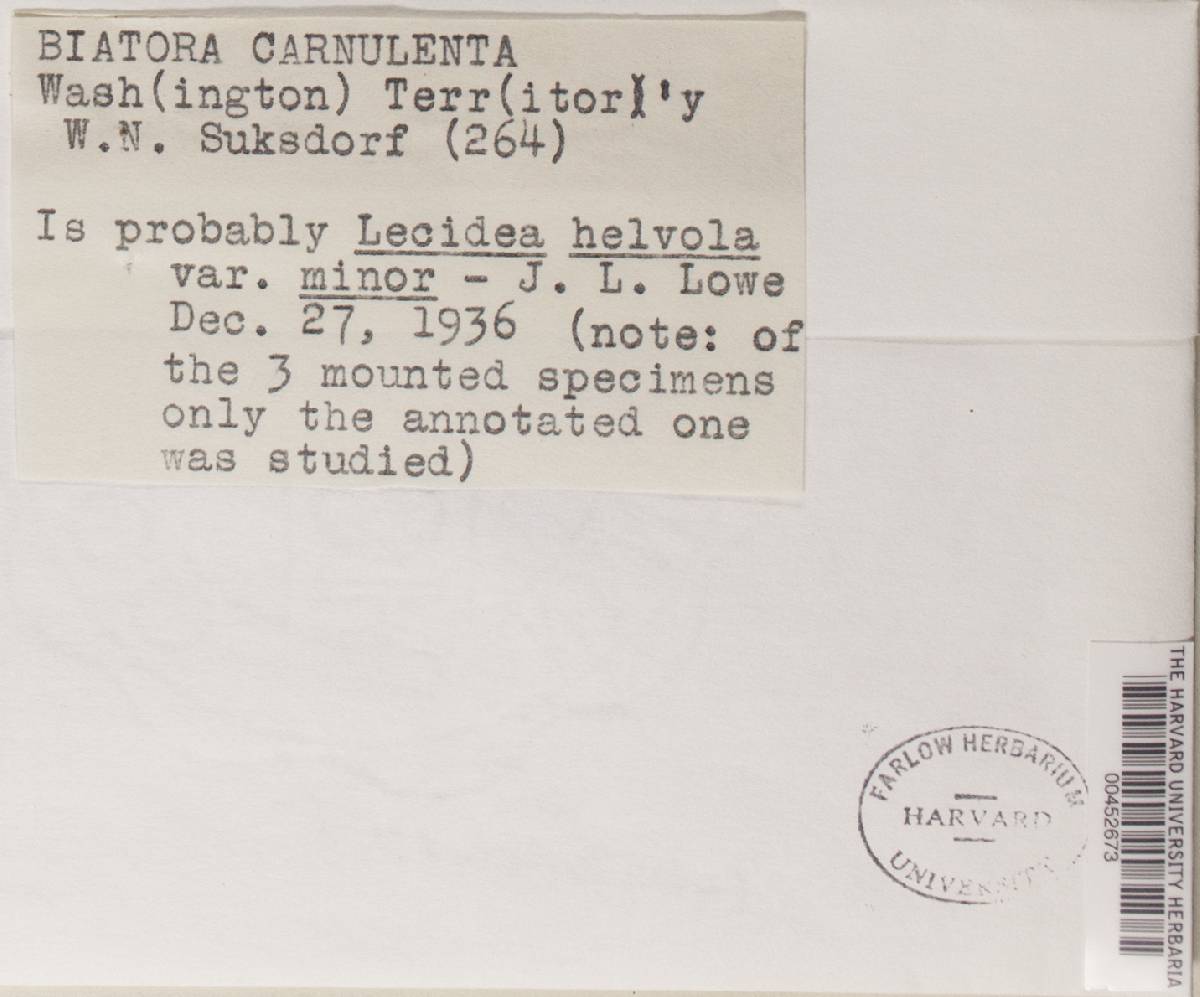 BIATORA CARNULENTA
Wash(ington) Terr(itor)'y
W.N. Suksdorf (264)
Is probably Lecidea helvola
var. minor - J. L. Lowe
Dec. 27, 1936 (note: of
the 3 mounted specimens
only the annotated one
was studied)
FARLOW HERBARIUM
HARVARD
UNIVERSITY
00452673
THE HARVARD UNIVERSITY HERBARIA